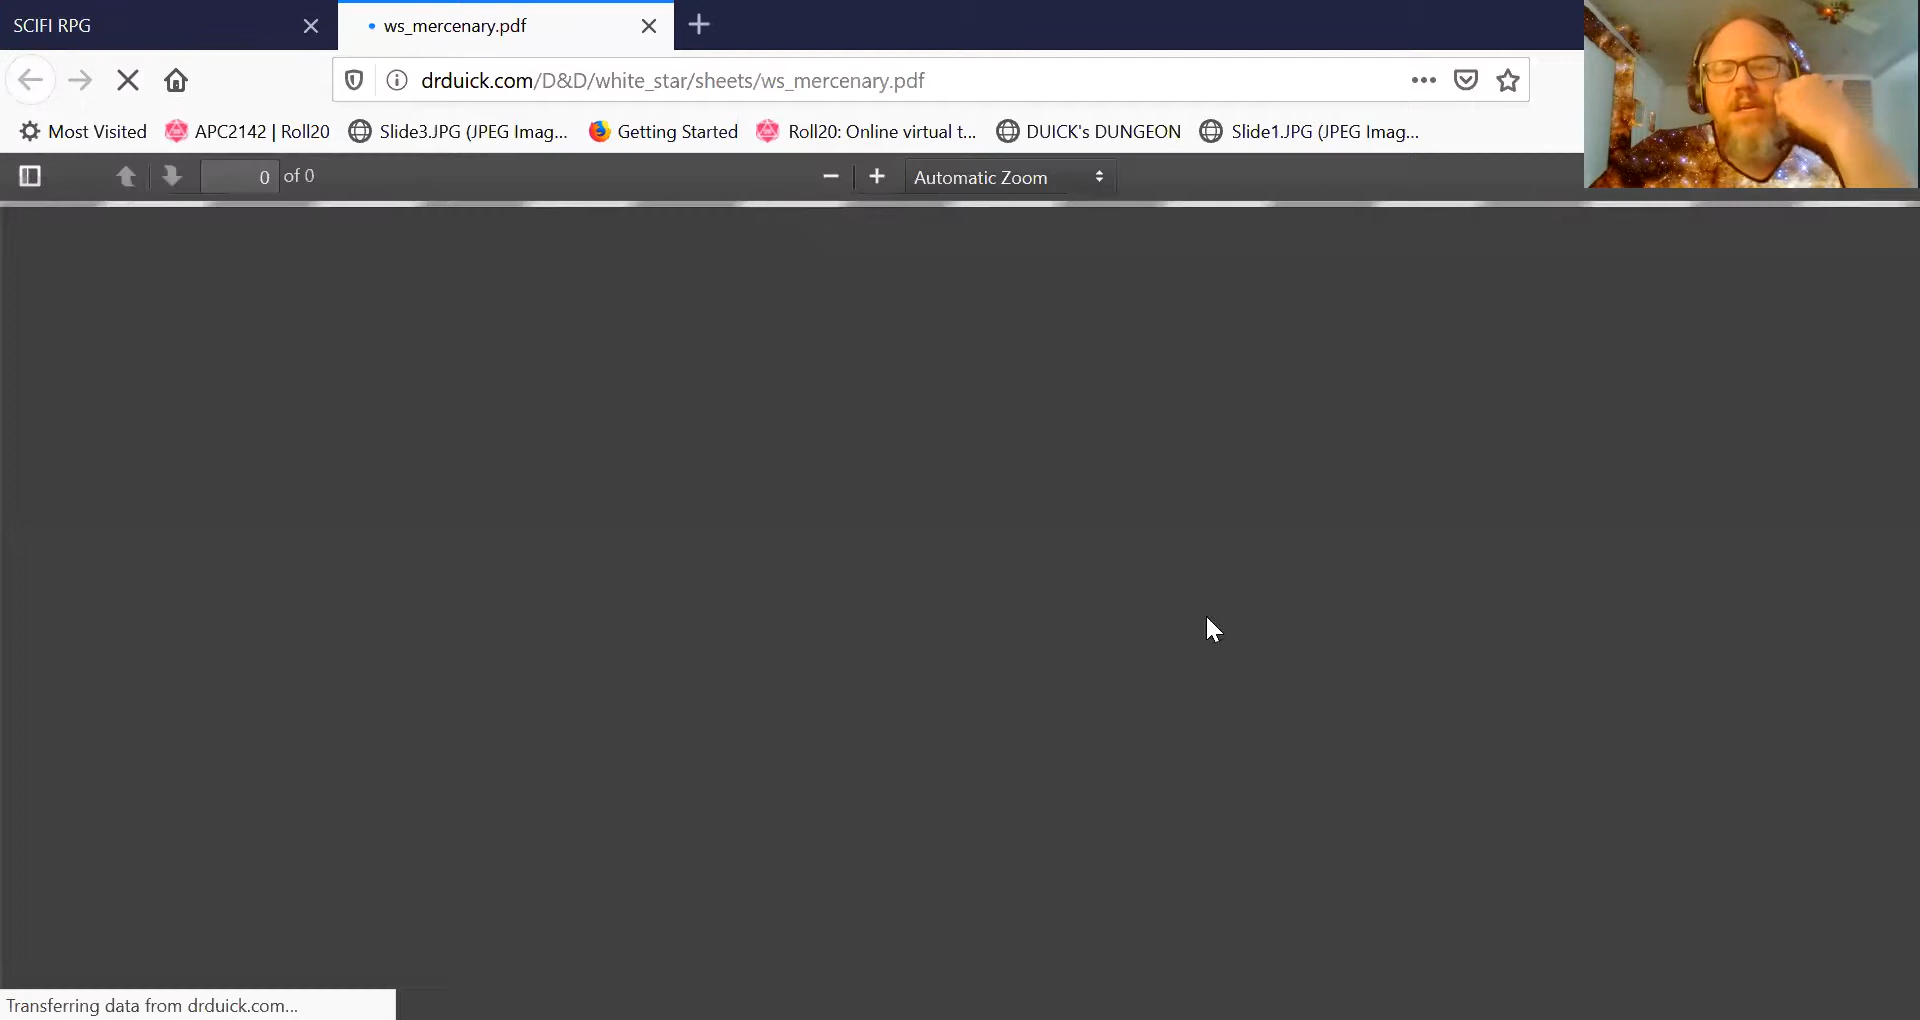 SCIFI RPG
ws_mercenary.pdf
drduick.com/D&D/white_star/sheets/ws_mercenary.pdf
Most Visited APC2142 | Roll20 Slide3.JPG (JPEG Imag... Getting Started Roll20: Online virtual t... DUICK's DUNGEON Slide1.JPG (JPEG Imag...
0 of 0 Automatic Zoom
Transferring data from drduick.com...